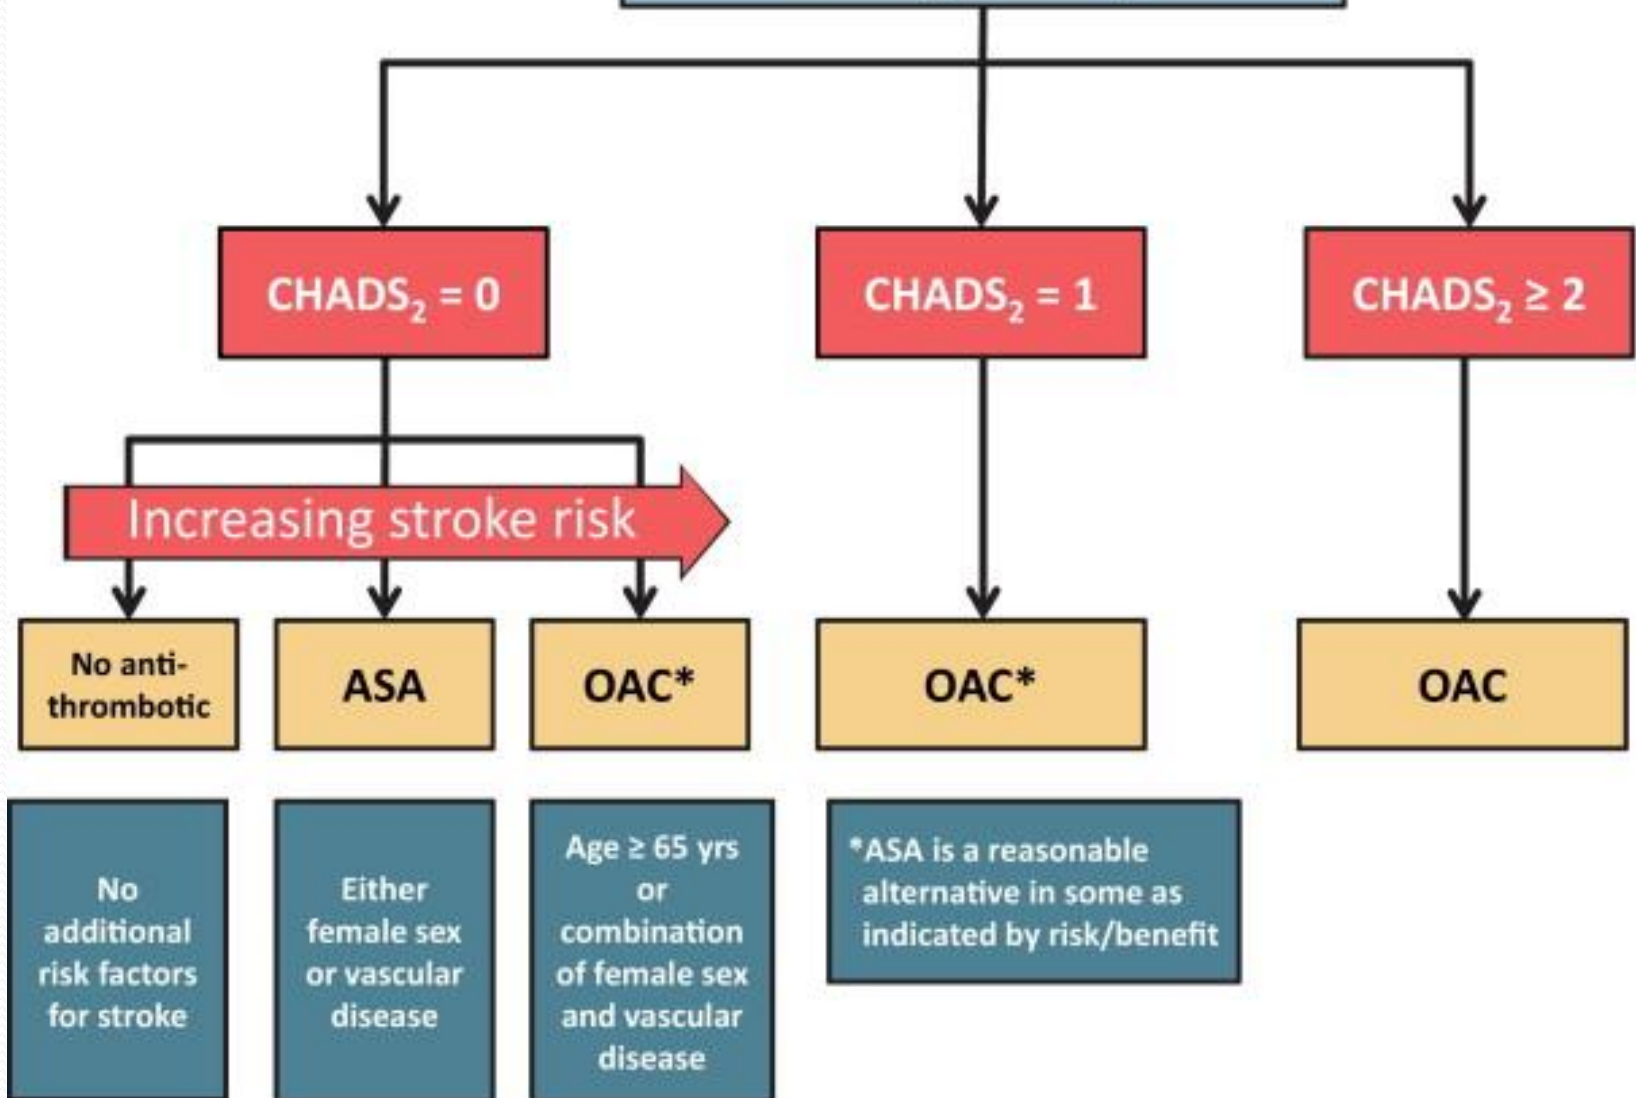 CHADS₂ = 0
CHADS₂ = 1
CHADS₂ ≥ 2
Increasing stroke risk
No anti-
thrombotic
ASA
OAC*
OAC*
OAC
No
additional
risk factors
for stroke
Either
female sex
or vascular
disease
Age ≥ 65 yrs
or
combination
of female sex
and vascular
disease
*ASA is a reasonable
alternative in some as
indicated by risk/benefit